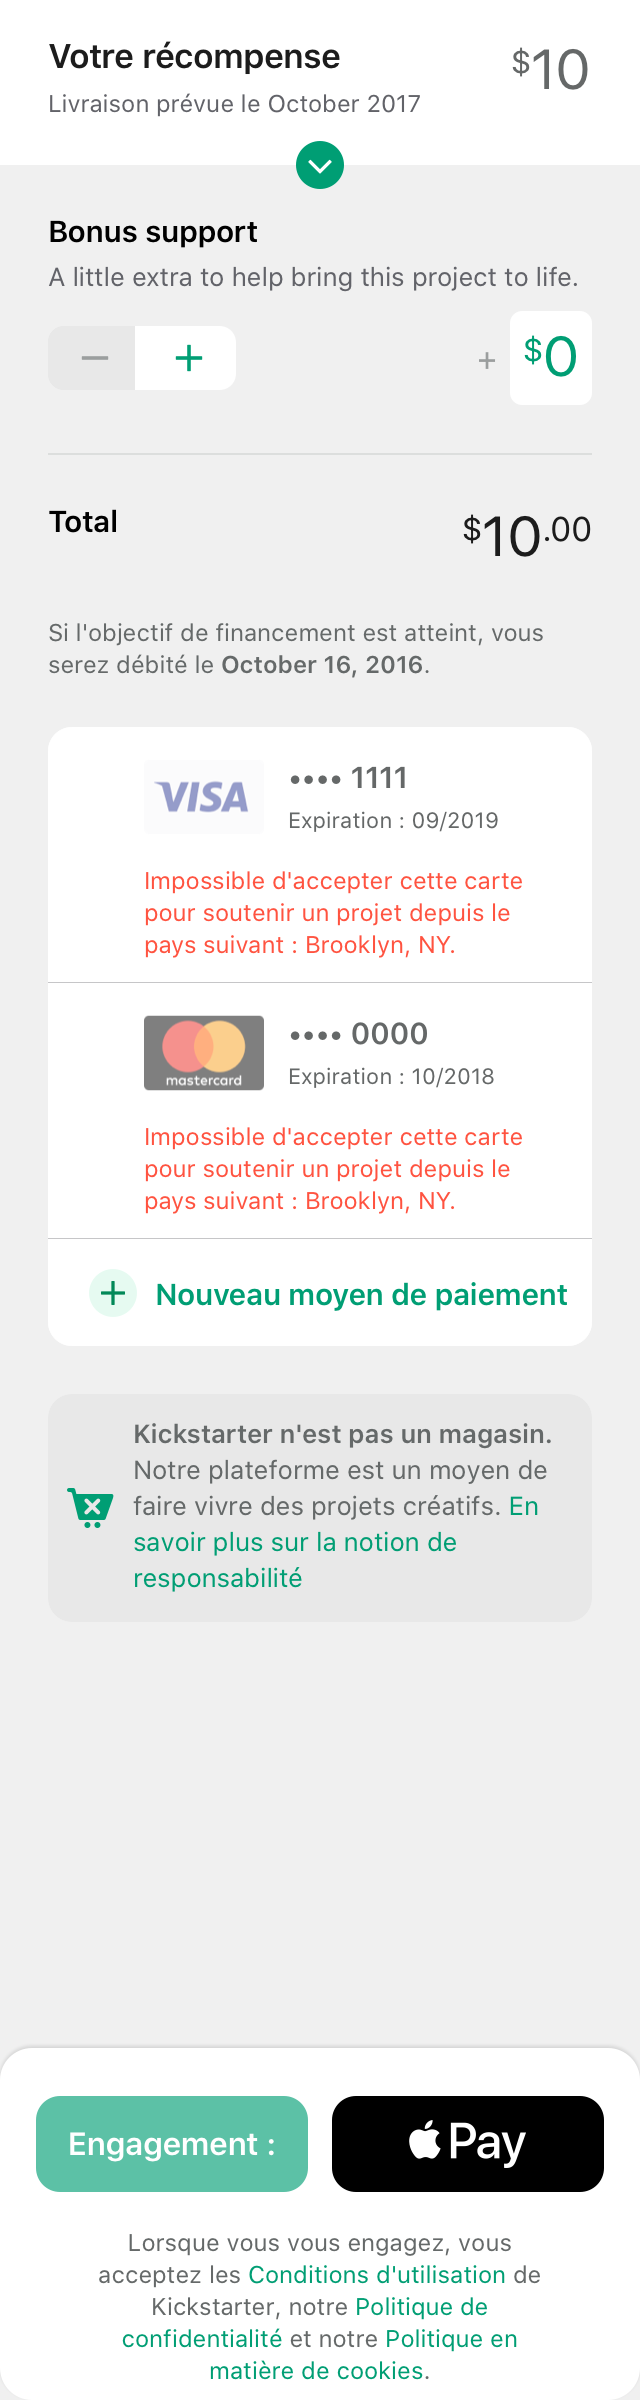 Votre récompense
$10
Livraison prévue le October 2017
Bonus support
A little extra to help bring this project to life.
+ $0
Total
$10.00
Si l'objectif de financement est atteint, vous
serez débité le October 16, 2016.
VISA
•••• 1111
Expiration : 09/2019
Impossible d'accepter cette carte
pour soutenir un projet depuis le
pays suivant : Brooklyn, NY.
mastercard
•••• 0000
Expiration : 10/2018
Impossible d'accepter cette carte
pour soutenir un projet depuis le
pays suivant : Brooklyn, NY.
Nouveau moyen de paiement
Kickstarter n'est pas un magasin.
Notre plateforme est un moyen de
faire vivre des projets créatifs. En
savoir plus sur la notion de
responsabilité
Engagement :
Pay
Lorsque vous vous engagez, vous
acceptez les Conditions d'utilisation de
Kickstarter, notre Politique de
confidentialité et notre Politique en
matière de cookies.